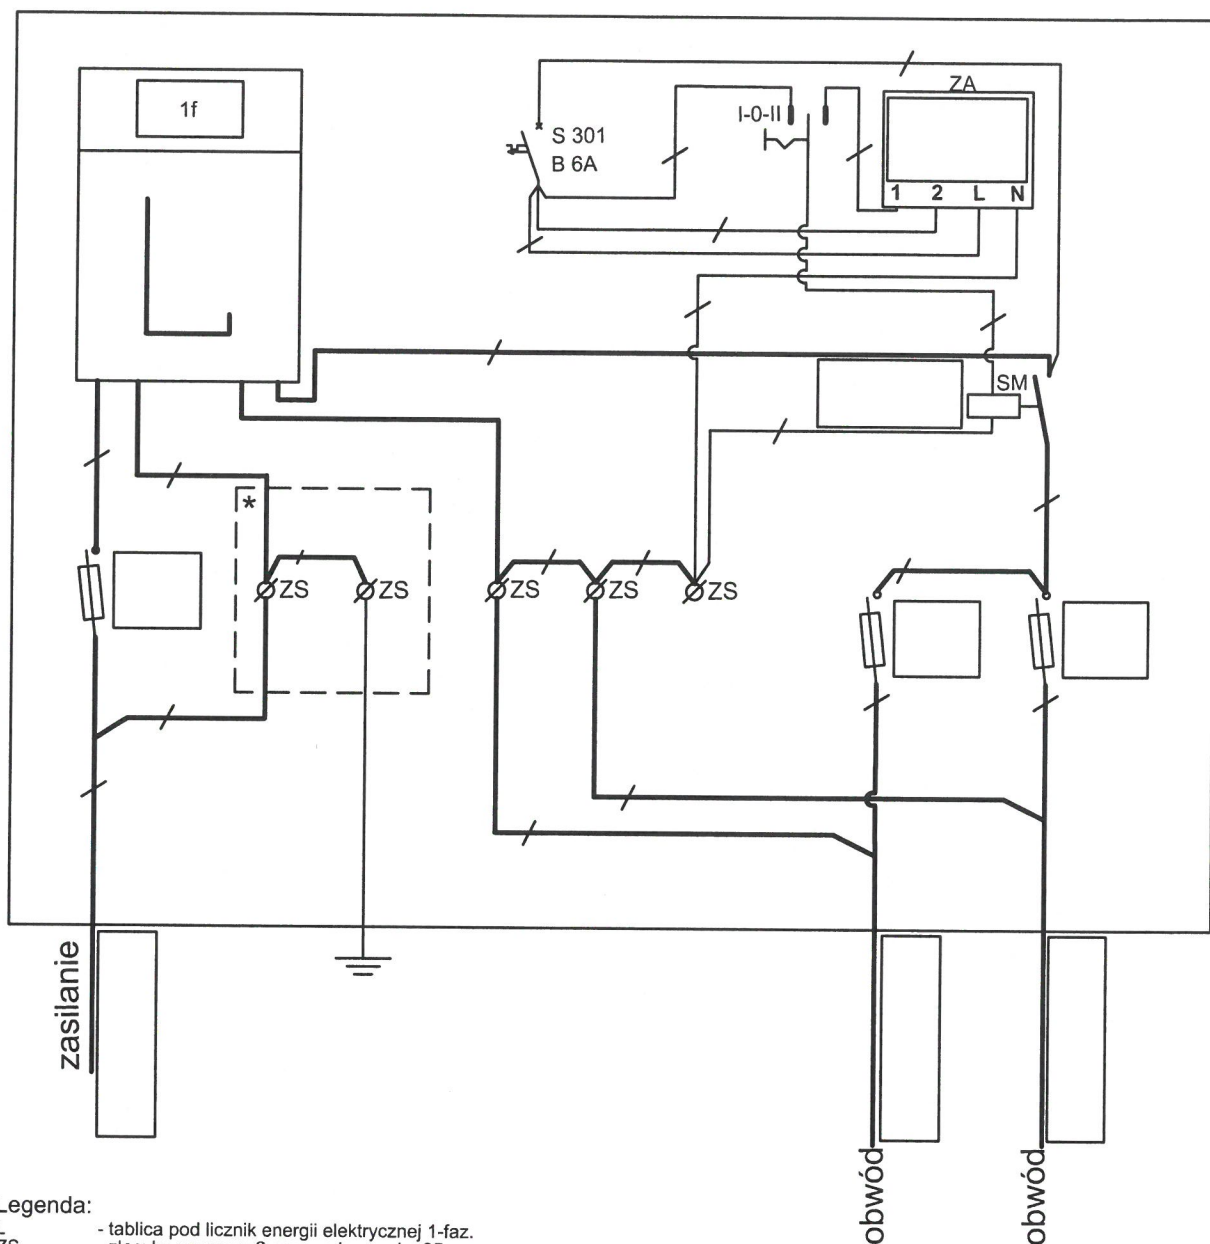 1f
ZA
I-0-II
S 301
B 6A
1 2 L N
SM
*
ZS
ZS
ZS
ZS
ZS
zasilanie
obwód
obwód
Legenda:
- tablica pod licznik energii elektrycznej 1-faz.
ZS